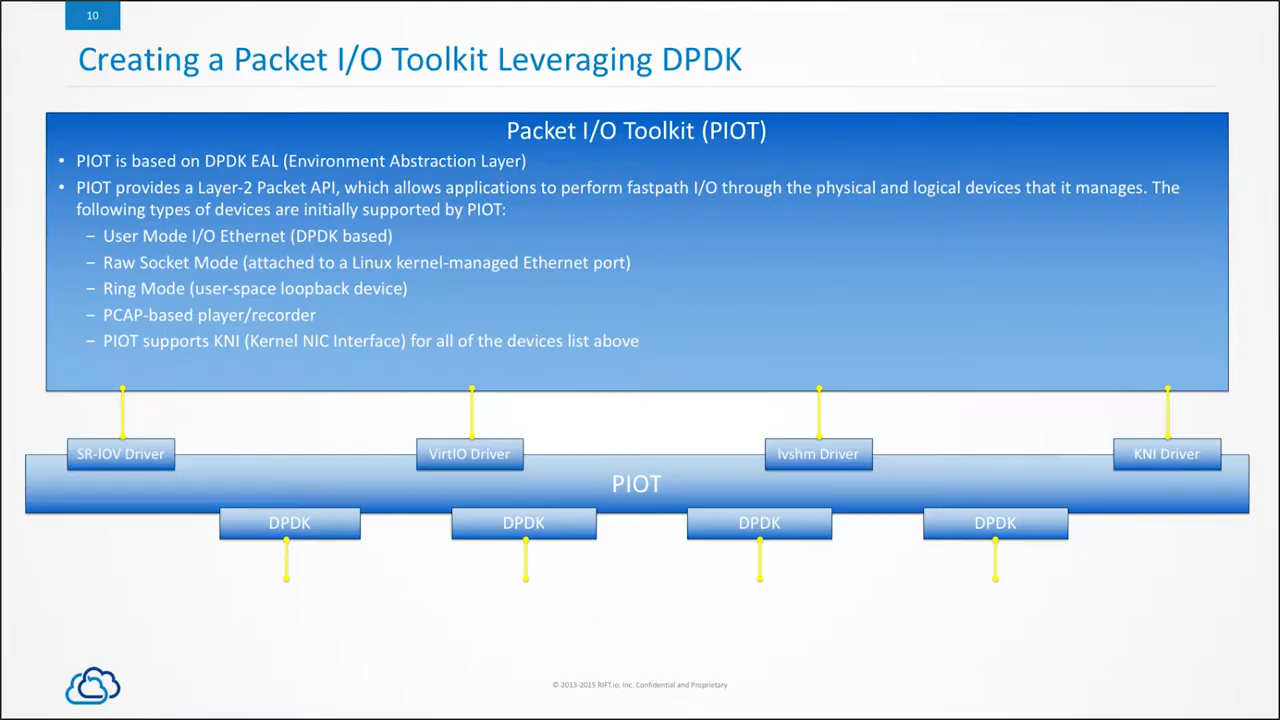 10
Creating a Packet I/O Toolkit Leveraging DPDK
Packet I/O Toolkit (PIOT)
• PIOT is based on DPDK EAL (Environment Abstraction Layer)
• PIOT provides a Layer-2 Packet API, which allows applications to perform fastpath I/O through the physical and logical devices that it manages. The
following types of devices are initially supported by PIOT:
– User Mode I/O Ethernet (DPDK based)
– Raw Socket Mode (attached to a Linux kernel-managed Ethernet port)
– Ring Mode (user-space loopback device)
– PCAP-based player/recorder
– PIOT supports KNI (Kernel NIC Interface) for all of the devices list above
SR-IOV Driver
VirtIO Driver
Ivshm Driver
KNI Driver
PIOT
DPDK
DPDK
DPDK
DPDK
© 2013-2015 RIFT.io, Inc. Confidential and Proprietary